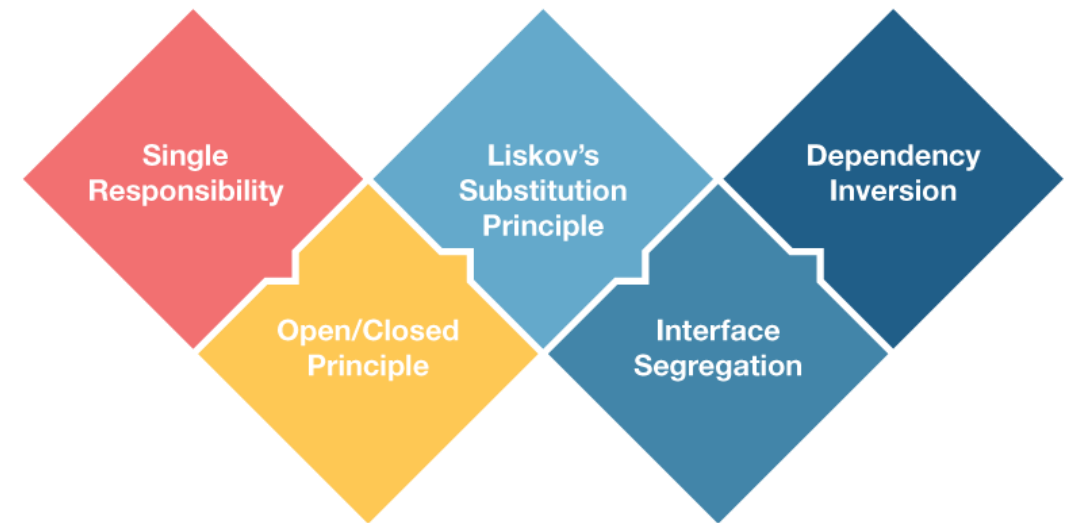 Single
Responsibility
Open/Closed
Principle
Liskov’s
Substitution
Principle
Interface
Segregation
Dependency
Inversion